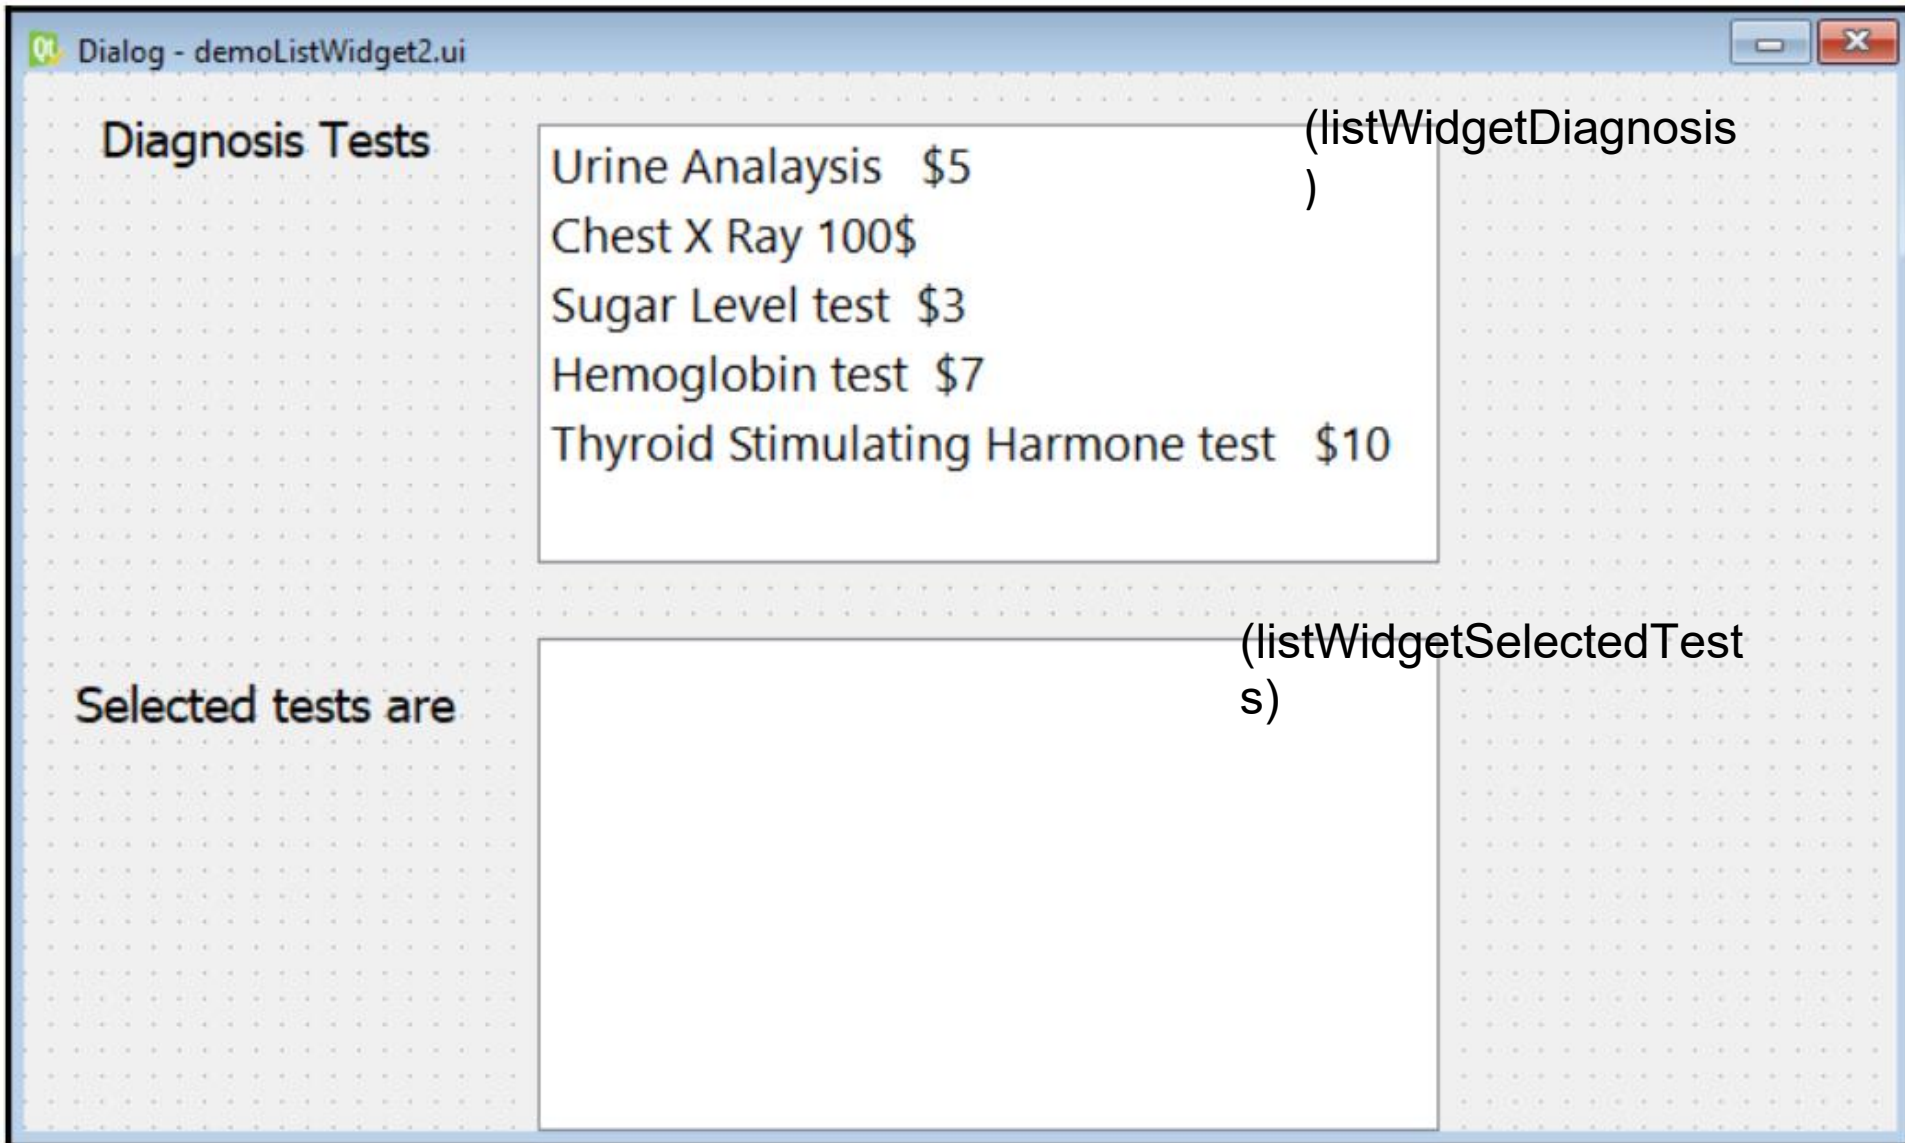 Qt Dialog - demoListWidget2.ui
Diagnosis Tests
(listWidgetDiagnosis
)
Urine Analaysis   $5
Chest X Ray 100$
Sugar Level test  $3
Hemoglobin test  $7
Thyroid Stimulating Harmone test   $10
(listWidgetSelectedTest
s)
Selected tests are